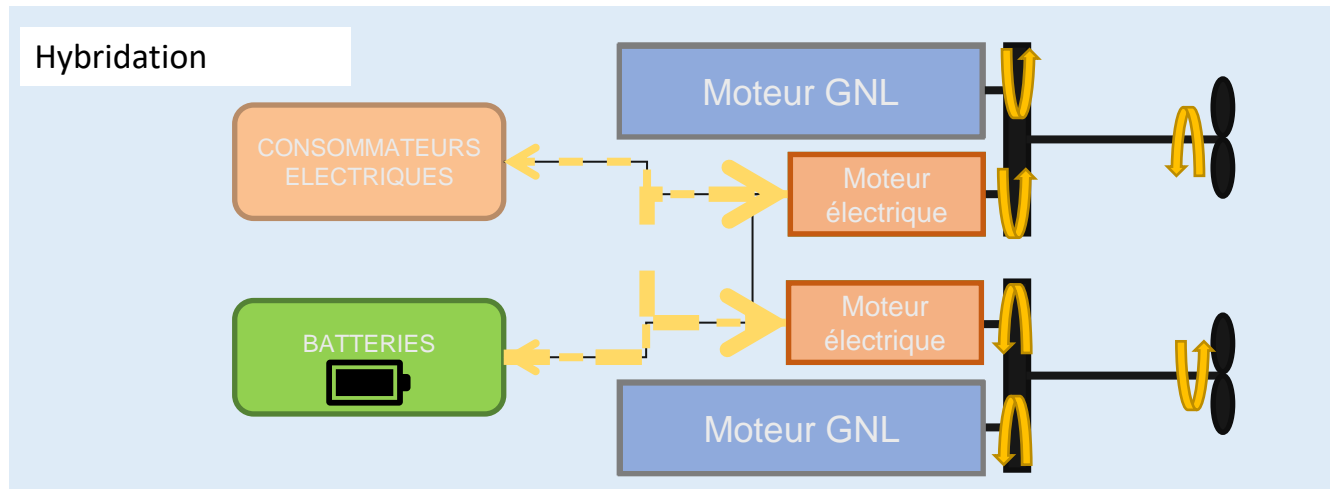 Hybridation
Moteur GNL
CONSOMMATEURS
ELECTRIQUES
Moteur
électrique
Moteur
électrique
BATTERIES
Moteur GNL